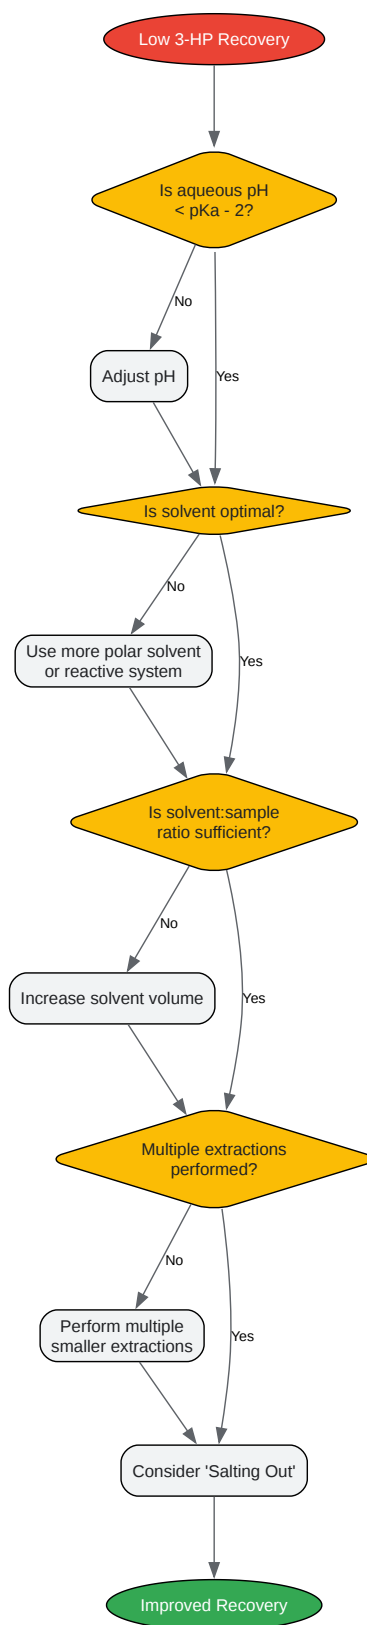 Low 3-HP Recovery
Is aqueous pH
< pKa - 2?
No
Adjust pH
Yes
Is solvent optimal?
No
Use more polar solvent
or reactive system
Yes
Is solvent:sample
ratio sufficient?
No
Increase solvent volume
Yes
Multiple extractions
performed?
No
Perform multiple
smaller extractions
Yes
Consider 'Salting Out'
Improved Recovery